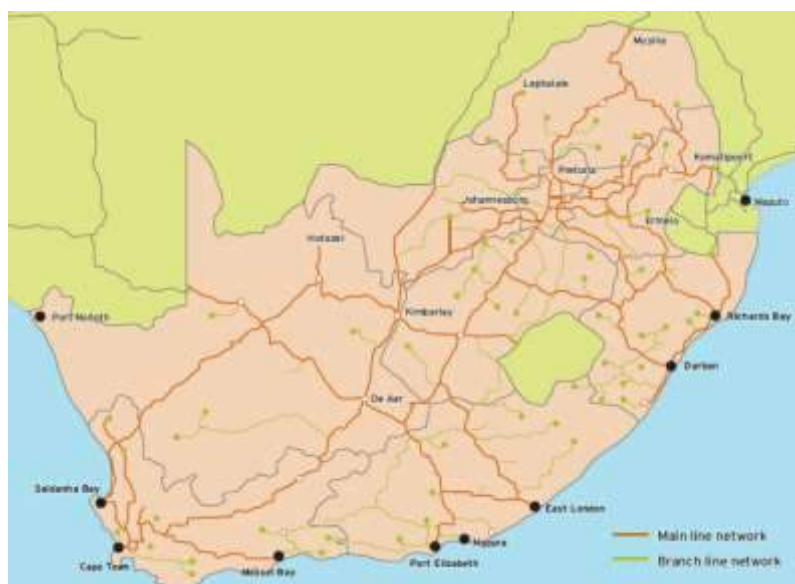 Musina
Lephalale
Komatipoort
Pretoria
Johannesburg
Maputo
Ermelo
Hotazel
Port Nolloth
Kimberley
Richards Bay
Durban
De Aar
Saldanha Bay
East London
Main line network
Ngqura
Cape Town
Mossel Bay
Port Elizabeth
Branch line network